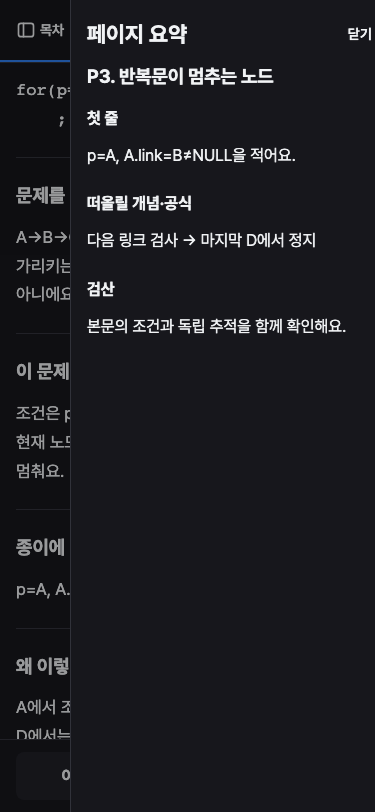 목차
페이지 요약
닫기
for(p=
;
P3. 반복문이 멈추는 노드
첫 줄
p=A, A.link=B≠NULL을 적어요.
떠올릴 개념·공식
다음 링크 검사 → 마지막 D에서 정지
검산
본문의 조건과 독립 추적을 함께 확인해요.
문제를
A→B→
가리키는
아니에요
이 문제
조건은 p
현재 노드
멈춰요.
종이에
p=A, A.
왜 이렇
A에서 조
D에서는